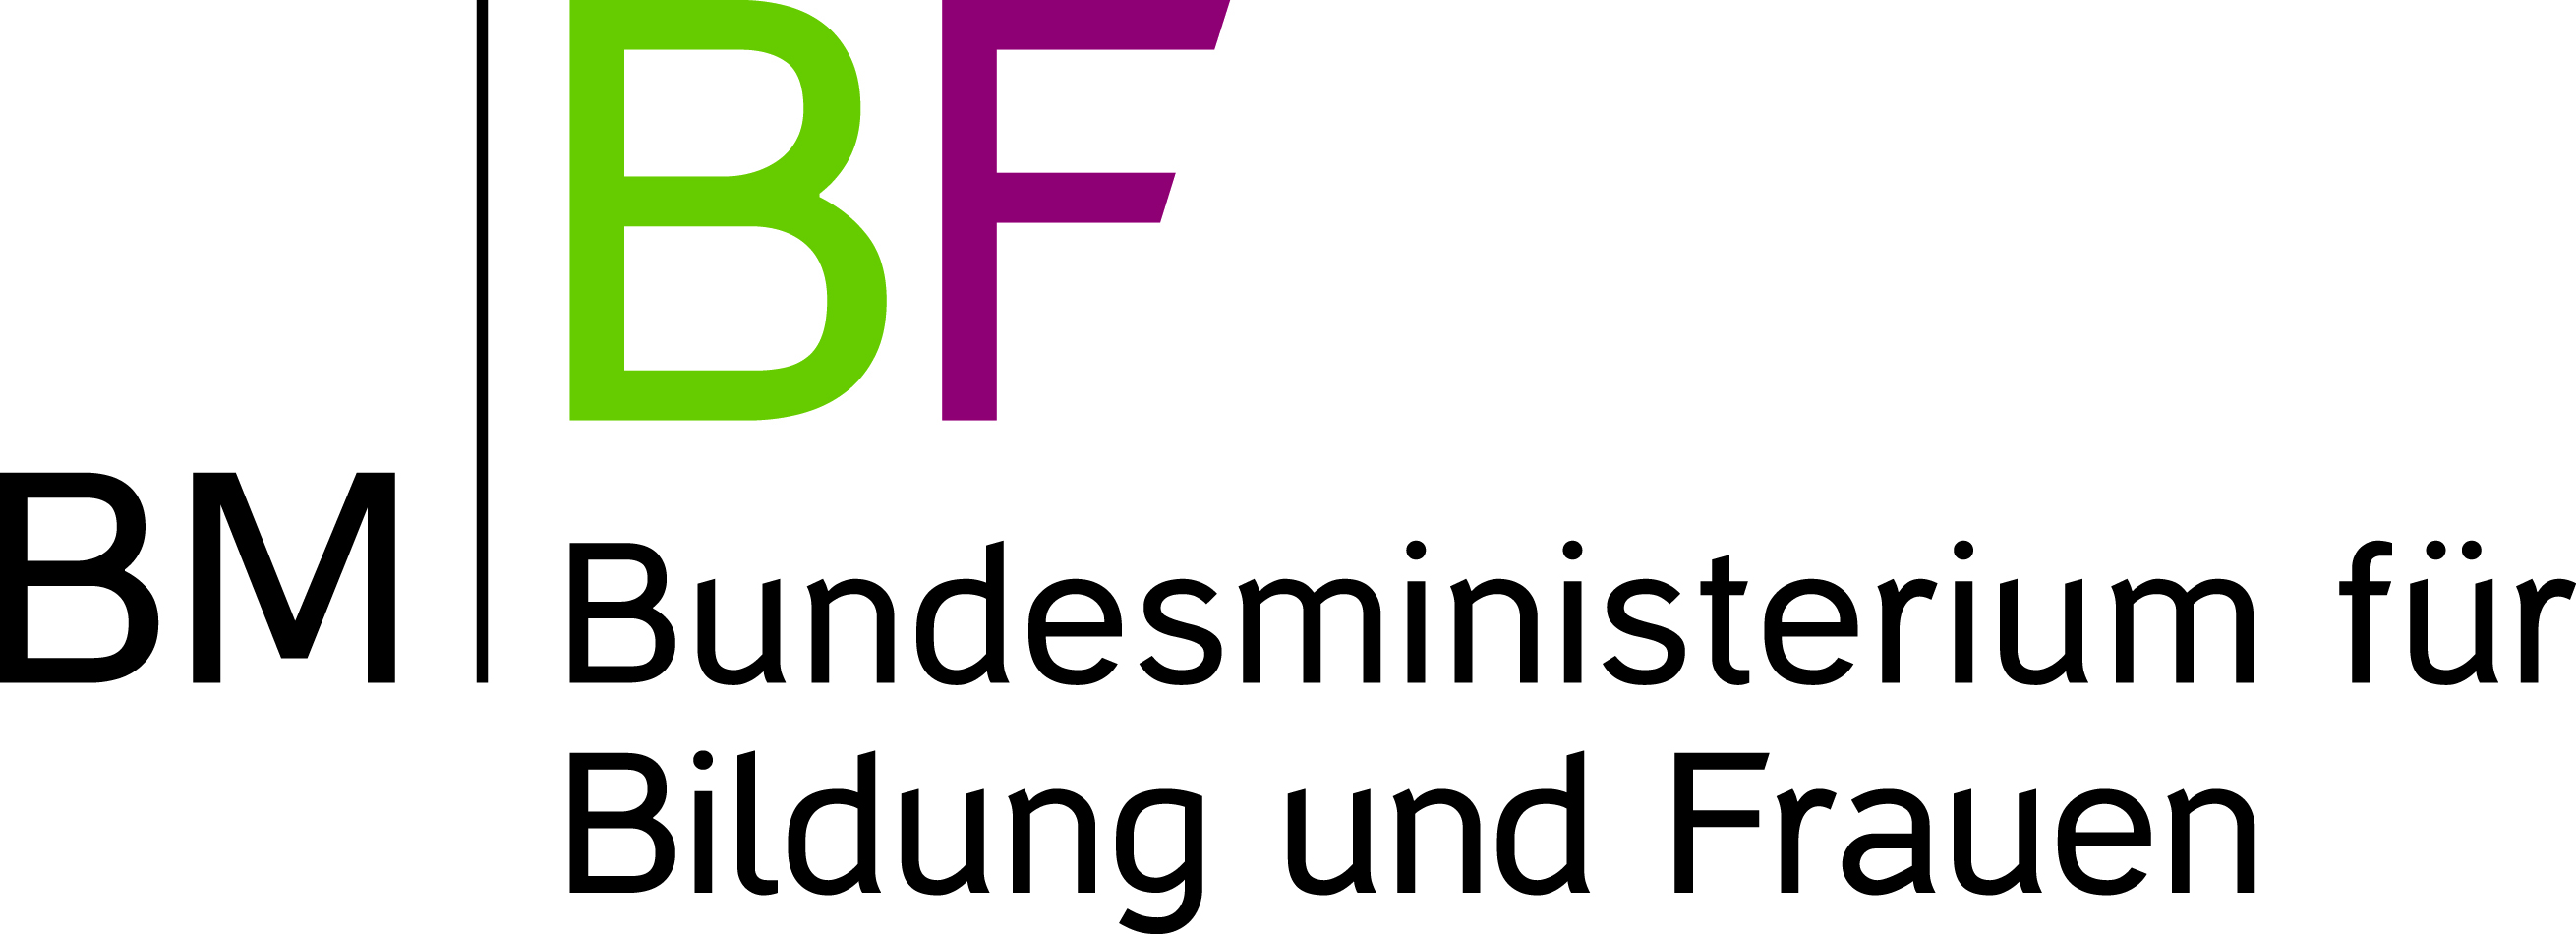 BF
BM
Bundesministerium für
Bildung und Frauen